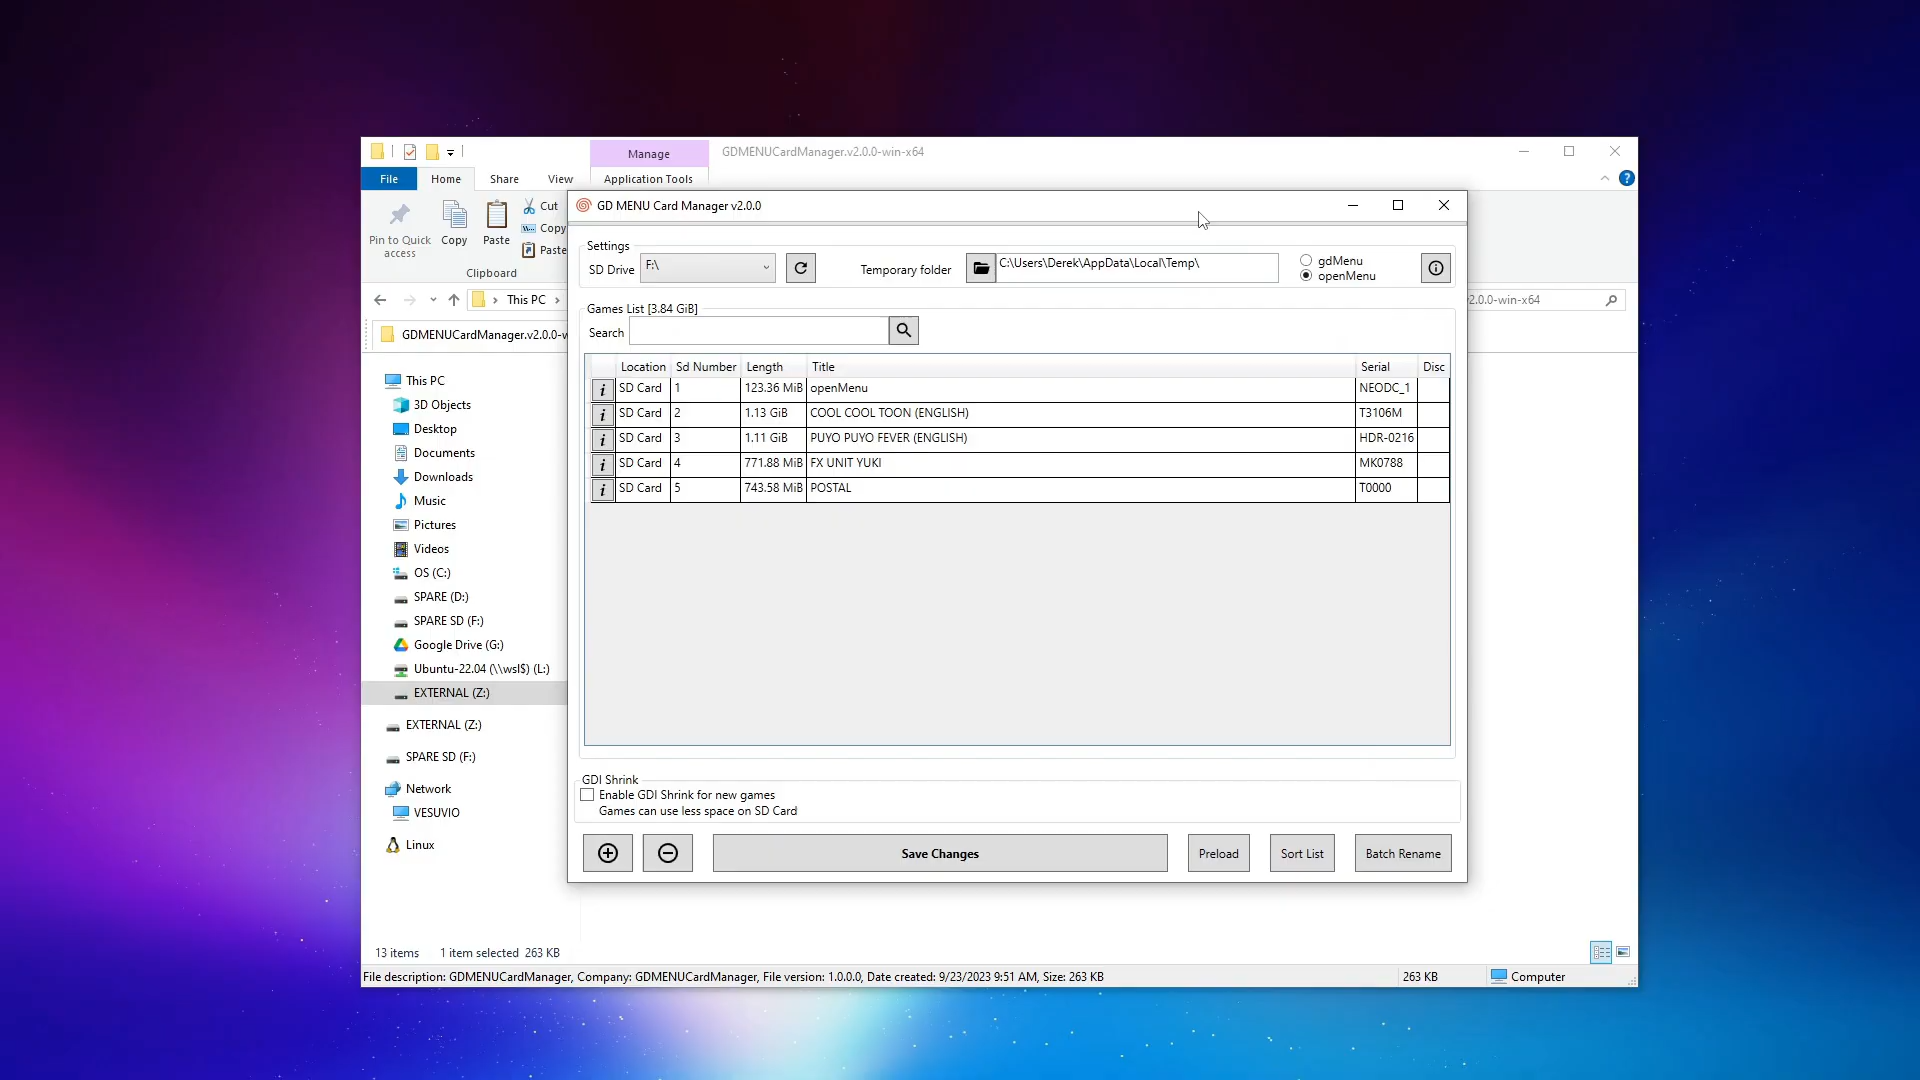 Manage
GDMENUCardManager.v2.0.0-win-x64
File
Home
Share
View
Application Tools
Pin to Quick access
Copy
Paste
Cut
Copy
Paste
Clipboard
This PC
2.0.0-win-x64
GDMENUCardManager.v2.0.0-w
This PC
3D Objects
Desktop
Documents
Downloads
Music
Pictures
Videos
OS (C:)
SPARE (D:)
SPARE SD (F:)
Google Drive (G:)
Ubuntu-22.04 (\\wsl$) (L:)
EXTERNAL (Z:)
EXTERNAL (Z:)
SPARE SD (F:)
Network
VESUVIO
Linux
GD MENU Card Manager v2.0.0
Settings
SD Drive
F:\
Temporary folder
C:\Users\Derek\AppData\Local\Temp\
gdMenu
openMenu
Games List [3.84 GiB]
Search
Location Sd Number Length Title Serial Disc
i SD Card 1 123.36 MiB openMenu NEODC_1
i SD Card 2 1.13 GiB COOL COOL TOON (ENGLISH) T3106M
i SD Card 3 1.11 GiB PUYO PUYO FEVER (ENGLISH) HDR-0216
i SD Card 4 771.88 MiB FX UNIT YUKI MK0788
i SD Card 5 743.58 MiB POSTAL T0000
GDI Shrink
Enable GDI Shrink for new games
Games can use less space on SD Card
Save Changes
Preload
Sort List
Batch Rename
13 items
1 item selected 263 KB
File description: GDMENUCardManager, Company: GDMENUCardManager, File version: 1.0.0.0, Date created: 9/23/2023 9:51 AM, Size: 263 KB
263 KB
Computer